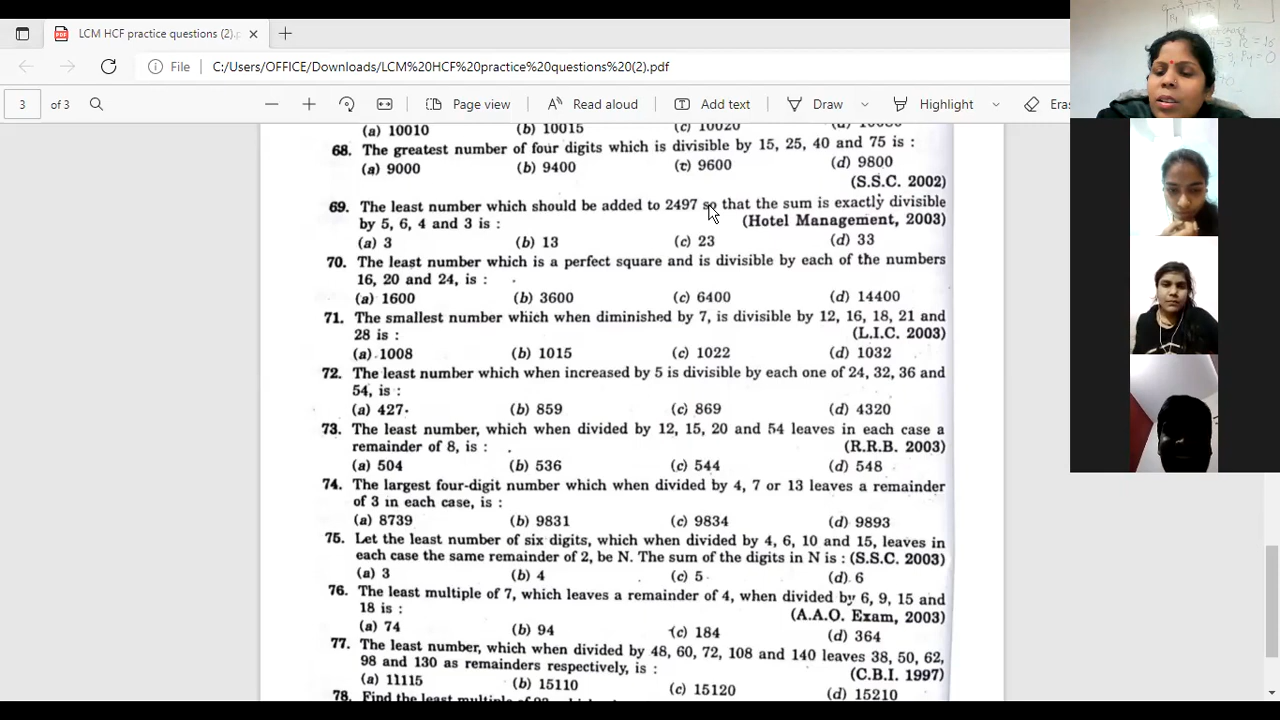 LCM HCF practice questions (2).p
File C:/Users/OFFICE/Downloads/LCM%20HCF%20practice%20questions%20(2).pdf
3 of 3 Page view Read aloud Add text Draw Highlight Eras
(a) 10010 (b) 10015 (c) 10020
68. The greatest number of four digits which is divisible by 15, 25, 40 and 75 is :
(a) 9000 (b) 9400 (c) 9600 (d) 9800
(S.S.C. 2002)
69. The least number which should be added to 2497 so that the sum is exactly divisible
by 5, 6, 4 and 3 is : (Hotel Management, 2003)
(a) 3 (b) 13 (c) 23 (d) 33
70. The least number which is a perfect square and is divisible by each of the numbers
16, 20 and 24, is :
(a) 1600 (b) 3600 (c) 6400 (d) 14400
71. The smallest number which when diminished by 7, is divisible by 12, 16, 18, 21 and
28 is : (L.I.C. 2003)
(a) 1008 (b) 1015 (c) 1022 (d) 1032
72. The least number which when increased by 5 is divisible by each one of 24, 32, 36 and
54, is :
(a) 427 (b) 859 (c) 869 (d) 4320
73. The least number, which when divided by 12, 15, 20 and 54 leaves in each case a
remainder of 8, is : (R.R.B. 2003)
(a) 504 (b) 536 (c) 544 (d) 548
74. The largest four-digit number which when divided by 4, 7 or 13 leaves a remainder
of 3 in each case, is :
(a) 8739 (b) 9831 (c) 9834 (d) 9893
75. Let the least number of six digits, which when divided by 4, 6, 10 and 15, leaves in
each case the same remainder of 2, be N. The sum of the digits in N is : (S.S.C. 2003)
(a) 3 (b) 4 (c) 5 (d) 6
76. The least multiple of 7, which leaves a remainder of 4, when divided by 6, 9, 15 and
18 is : (A.A.O. Exam, 2003)
(a) 74 (b) 94 (c) 184 (d) 364
77. The least number, which when divided by 48, 60, 72, 108 and 140 leaves 38, 50, 62,
98 and 130 as remainders respectively, is : (C.B.I. 1997)
(a) 11115 (b) 15110 (c) 15120 (d) 15210
78. Find the least multiple of